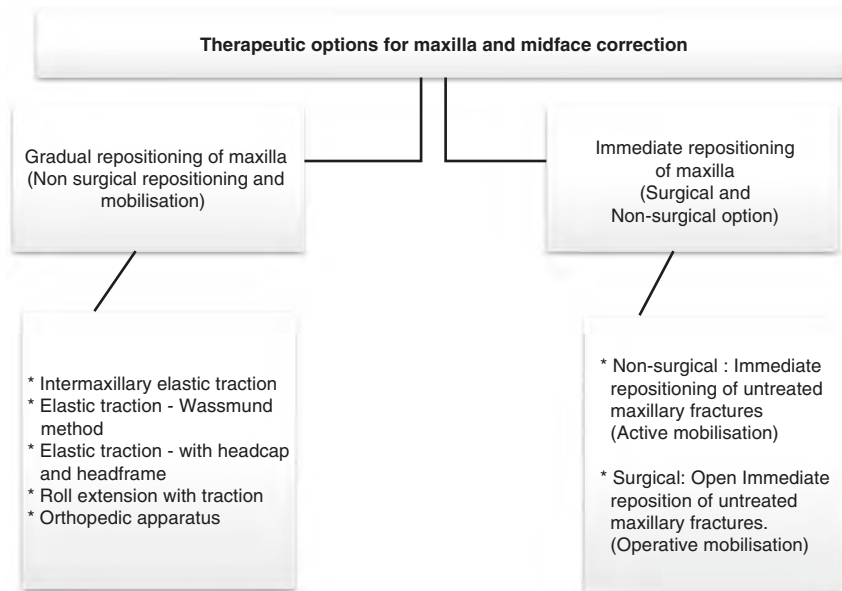 Therapeutic options for maxilla and midface correction
Gradual repositioning of maxilla
(Non surgical repositioning and
mobilisation)
Immediate repositioning
of maxilla
(Surgical and
Non-surgical option)
* Intermaxillary elastic traction
* Elastic traction - Wassmund
method
* Elastic traction - with headcap
and headframe
* Roll extension with traction
* Orthopedic apparatus
* Non-surgical : Immediate
repositioning of untreated
maxillary fractures
(Active mobilisation)
* Surgical: Open Immediate
reposition of untreated
maxillary fractures.
(Operative mobilisation)